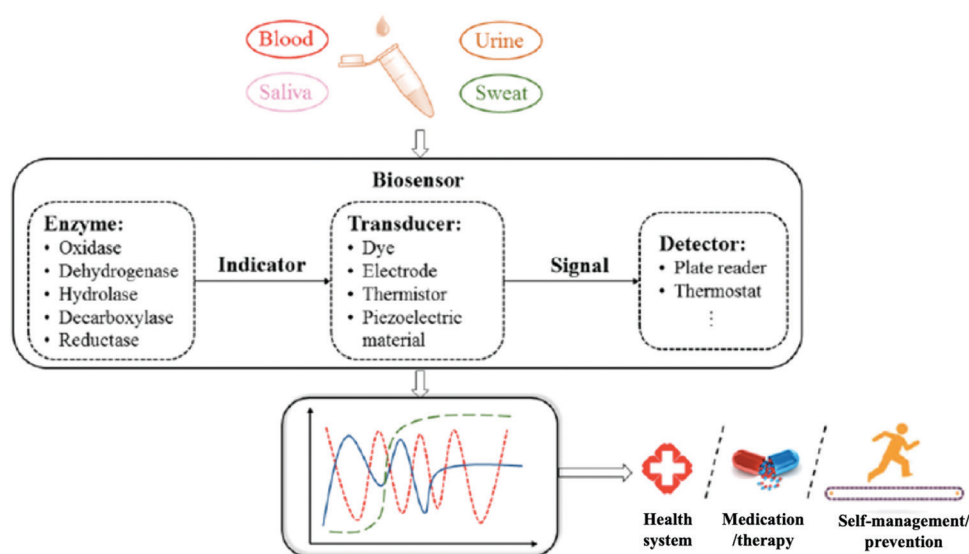 Blood
Urine
Saliva
Sweat
Biosensor
Enzyme:
• Oxidase
• Dehydrogenase
• Hydrolase
• Decarboxylase
• Reductase
Indicator
Transducer:
• Dye
• Electrode
• Thermistor
• Piezoelectric
material
Signal
Detector:
• Plate reader
• Thermostat
⋮
Health
system
Medication
/therapy
Self-management/
prevention